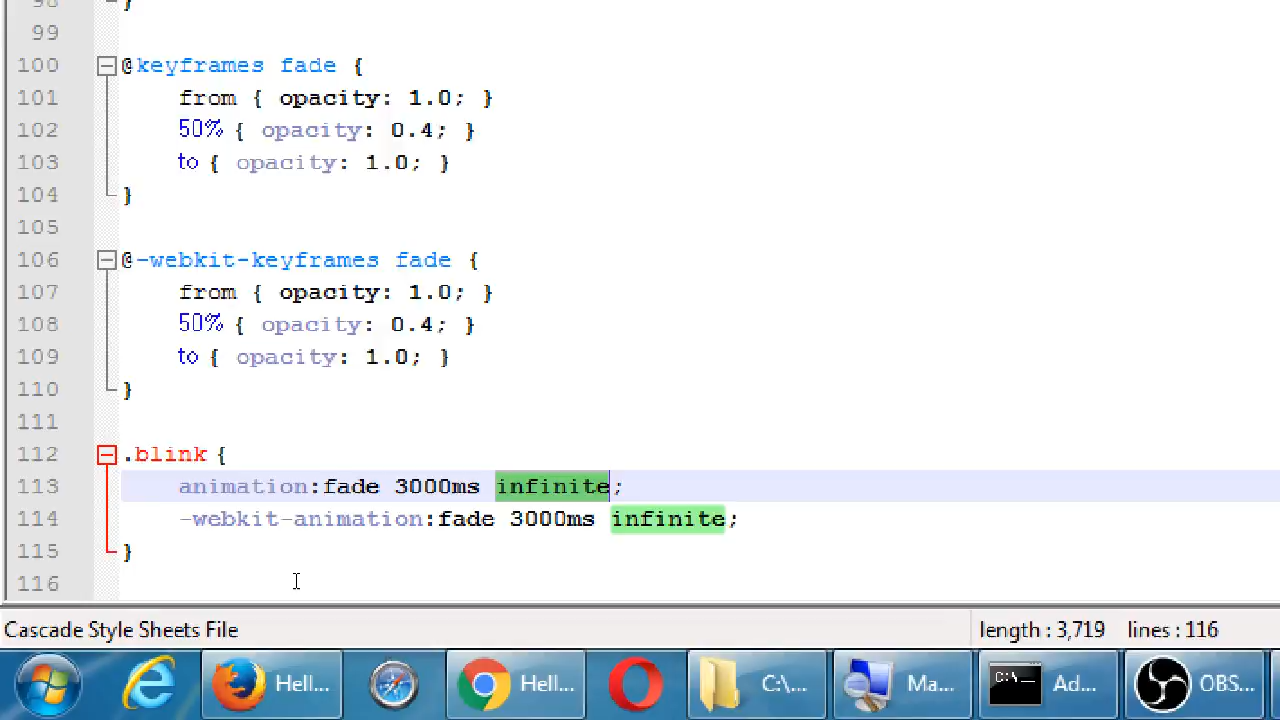 98 }
99
100 @keyframes fade {
101 from { opacity: 1.0; }
102 50% { opacity: 0.4; }
103 to { opacity: 1.0; }
104 }
105
106 @-webkit-keyframes fade {
107 from { opacity: 1.0; }
108 50% { opacity: 0.4; }
109 to { opacity: 1.0; }
110 }
111
112 .blink {
113 animation:fade 3000ms infinite;
114 -webkit-animation:fade 3000ms infinite;
115 }
116
Cascade Style Sheets File length : 3,719 lines : 116
Hell... Hell... C:\... Ma... Ad... OBS...